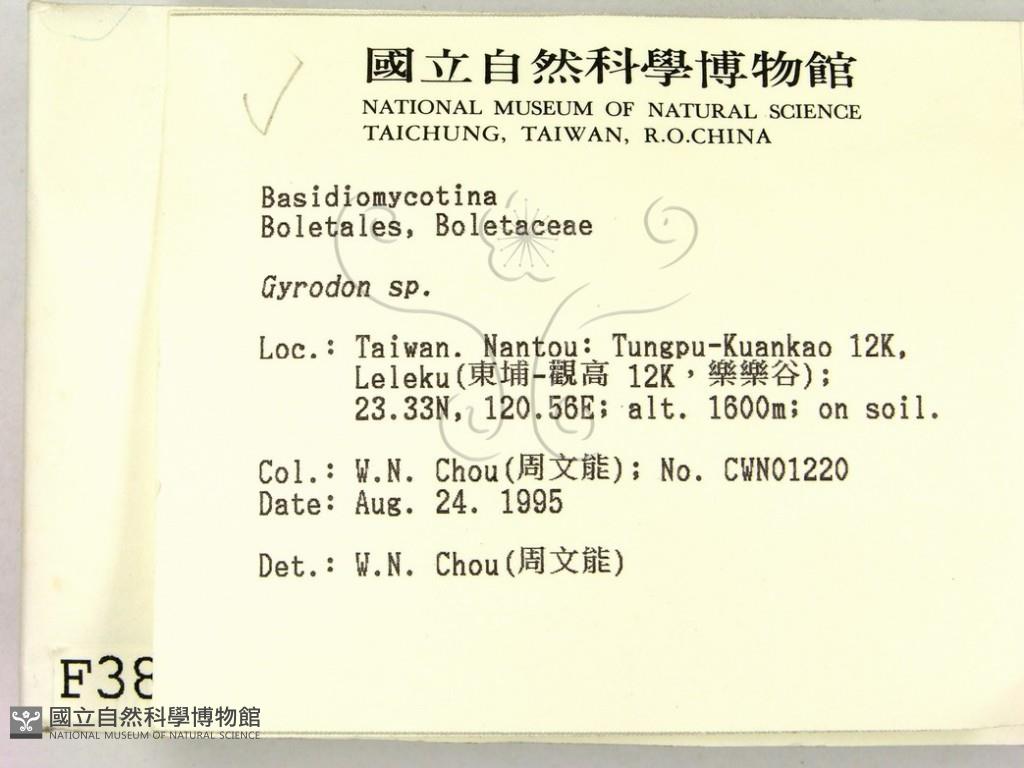 國立自然科學博物館
NATIONAL MUSEUM OF NATURAL SCIENCE
TAICHUNG, TAIWAN, R.O.CHINA
Basidiomycotina
Boletales, Boletaceae
Gyrodon sp.
Loc.: Taiwan. Nantou: Tungpu-Kuankao 12K,
Leleku(東埔-觀高 12K，樂樂谷);
23.33N, 120.56E; alt. 1600m; on soil.
Col.: W.N. Chou(周文能); No. CWN01220
Date: Aug. 24. 1995
Det.: W.N. Chou(周文能)
F38
國立自然科學博物館
NATIONAL MUSEUM OF NATURAL SCIENCE